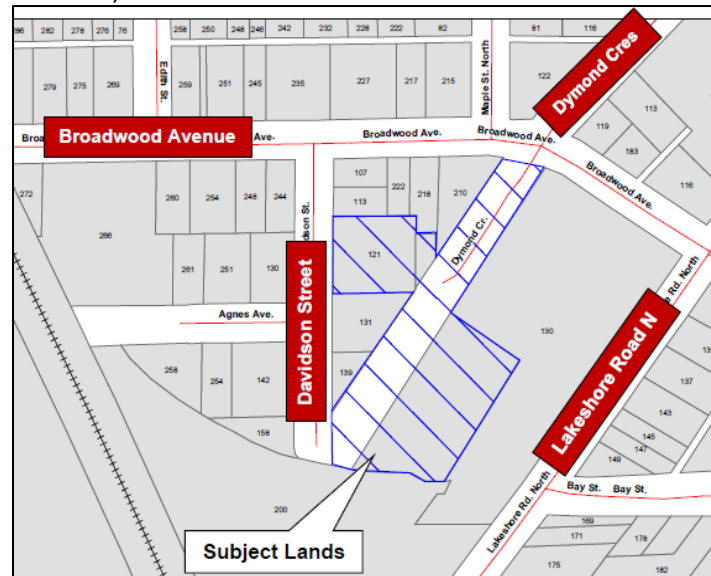 282 278 276 76 258 250 248 246 242 232 228 222 82 81 116
Dymond Cres
279 275 269 Edith St. 259 251 245 235 227 217 215 Maple St. North 122 113
119
183
Broadwood Avenue Ave. Broadwood Ave. Broadwood Ave.
Broadwood Ave.
116
272 260 254 248 244 107 222 218 210
113
266
Dymond Cr.
121
261 251 130
Davidson Street
Agnes Ave.
131
130
Lakeshore Road N
Rd. North
258 254 142 139
137
143
145
147
149
158
Bay St. Bay St.
200
Lakeshore Rd. North
169
171 178
175 182
Subject Lands